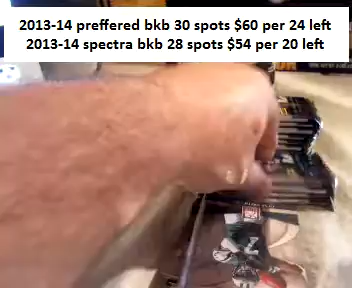 2013-14 preffered bkb 30 spots $60 per 24 left
2013-14 spectra bkb 28 spots $54 per 20 left